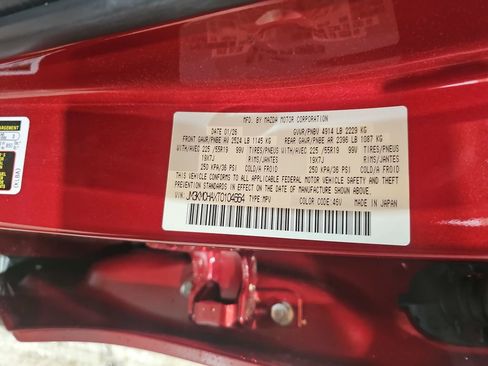 MFD. BY MAZDA MOTOR CORPORATION
DATE 01/26 GVWR/PNBV 4914 LB 2229 KG
FRONT GAWR/PNBE AV 2524 LB 1145 KG REAR GAWR/PNBE AR 2396 LB 1087 KG
WITH/AVEC 225 /55R19 99V TIRES/PNEUS WITH/AVEC 225 /55R19 99V TIRES/PNEUS
19X7J RIMS/JANTES 19X7J RIMS/JANTES
250 KPA/36 PSI COLD/A FROID 250 KPA/36 PSI COLD/A FROID
THIS VEHICLE CONFORMS TO ALL APPLICABLE FEDERAL MOTOR VEHICLE SAFETY AND THEFT
PREVENTION STANDARDS IN EFFECT ON THE DATE OF MANUFACTURE SHOWN ABOVE.
VIN: TYPE: MPV COLOR CODE: 46V MADE IN JAPAN